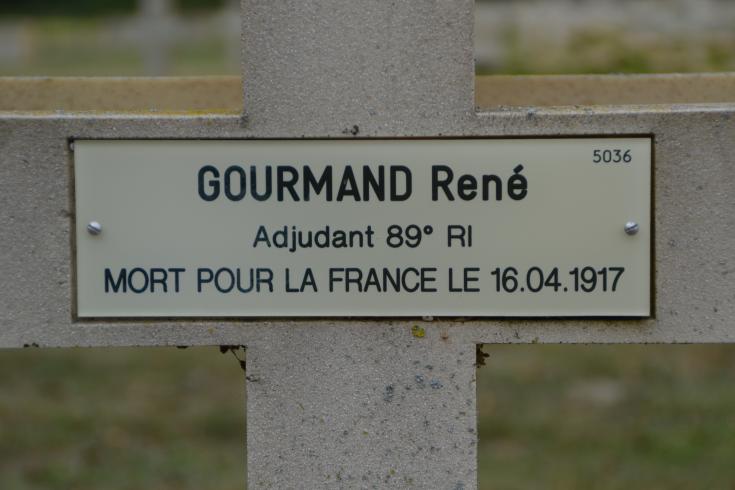 5036
GOURMAND René
Adjudant 89° RI
MORT POUR LA FRANCE LE 16.04.1917